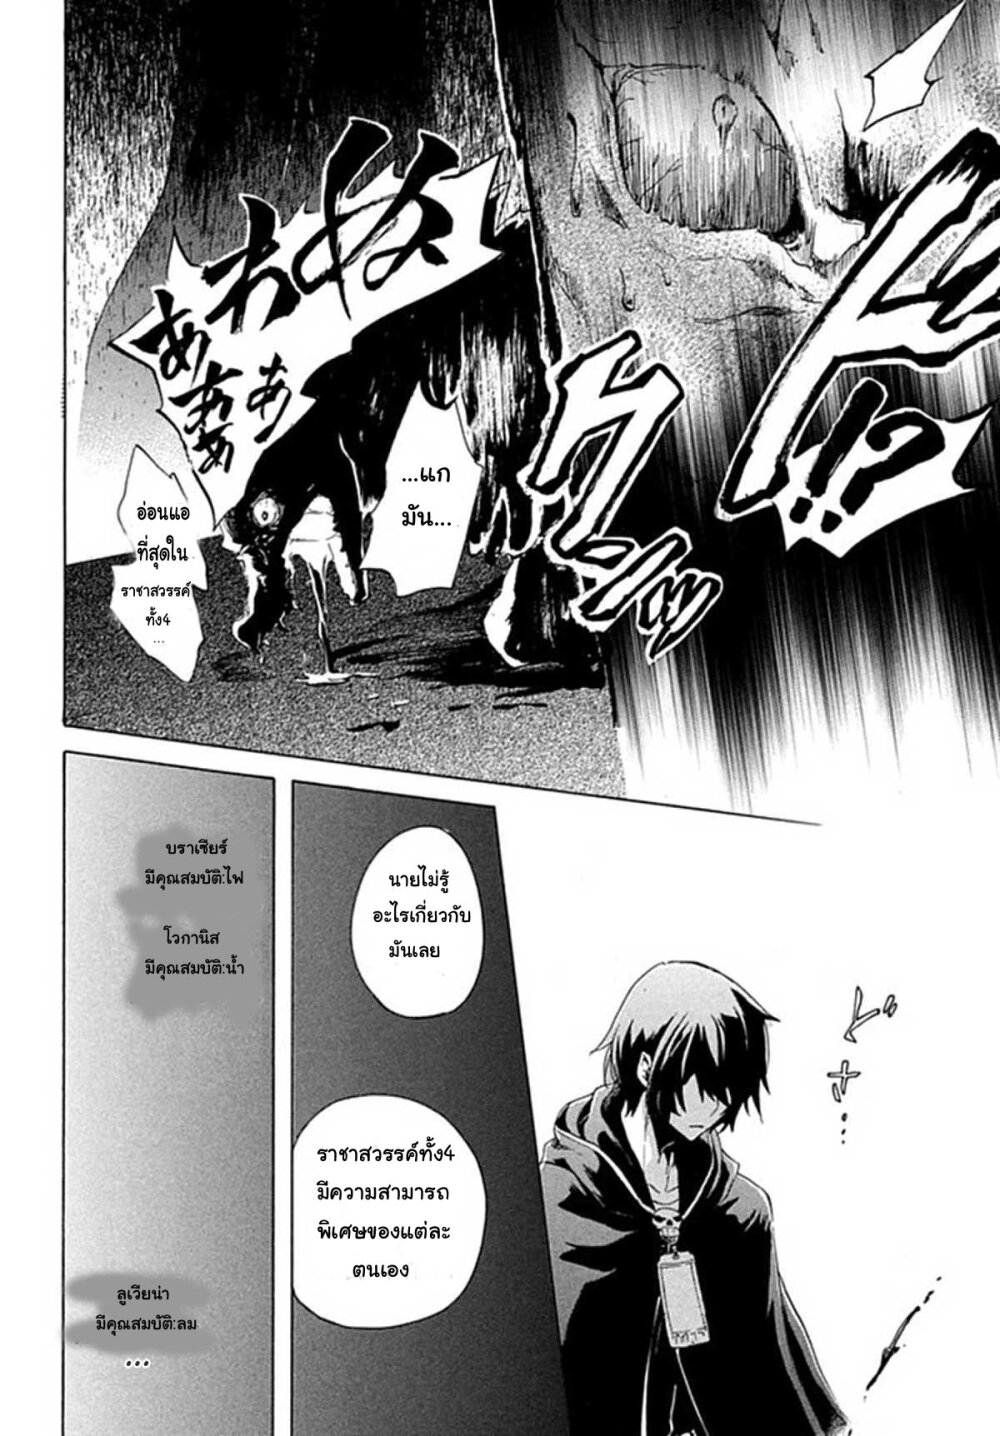 ...แก
มัน...
อ่อนแอ
ที่สุดใน
ราชาสวรรค์
ทั้ง4
...
นายไม่รู้
อะไรเกี่ยวกับ
มันเลย
ราชาสวรรค์ทั้ง4
มีความสามารถ
พิเศษของแต่ละ
ตนเอง
บราเซียร์
มีคุณสมบัติ:ไฟ
โวกานิส
มีคุณสมบัติ:น้ำ
ลูเวียน่า
มีคุณสมบัติ:ลม
...